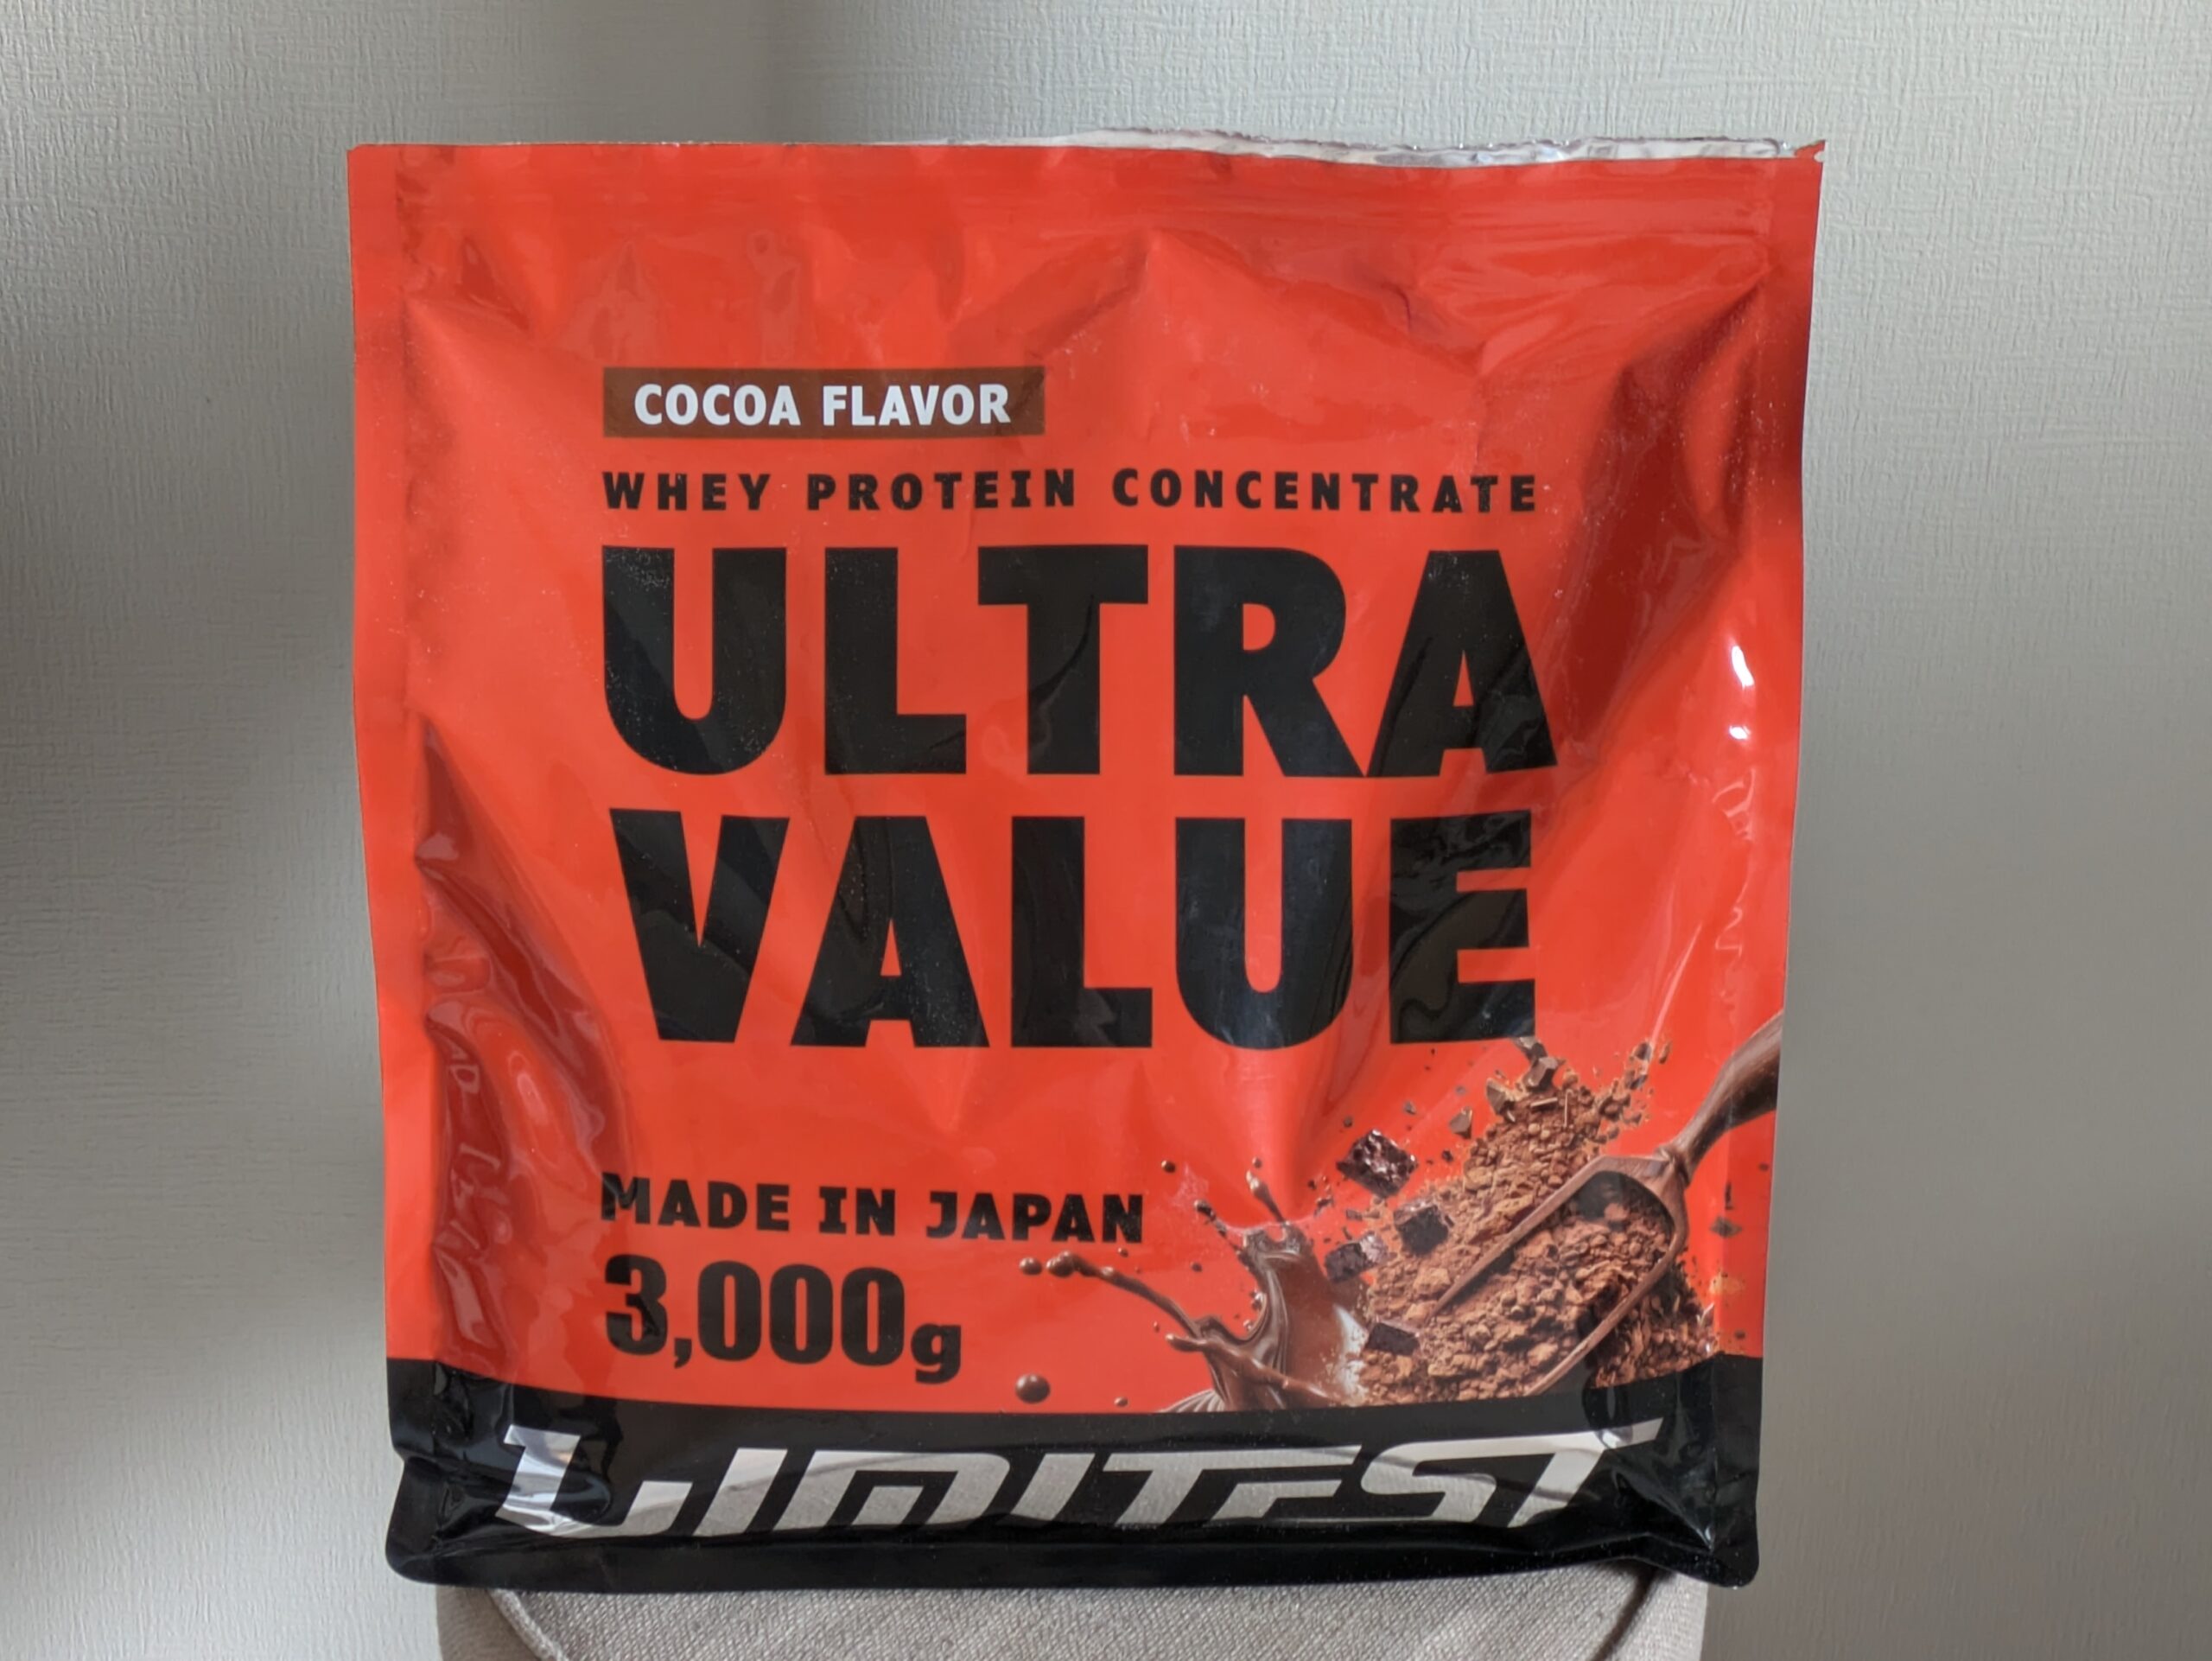 COCOA FLAVOR
WHEY PROTEIN CONCENTRATE
ULTRA
VALUE
MADE IN JAPAN
3,000g
LIMITEST